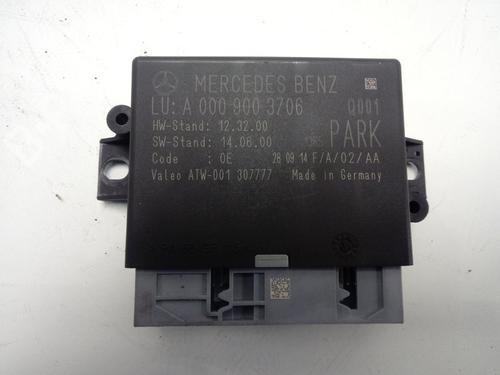 MERCEDES BENZ
LU: A 000 900 3706 Q001
HW-Stand: 12.32.00 PARK
SW-Stand: 14.06.00
Code : 0E 28 09 14 F/A/02/AA
Valeo ATW-001 307777 Made in Germany